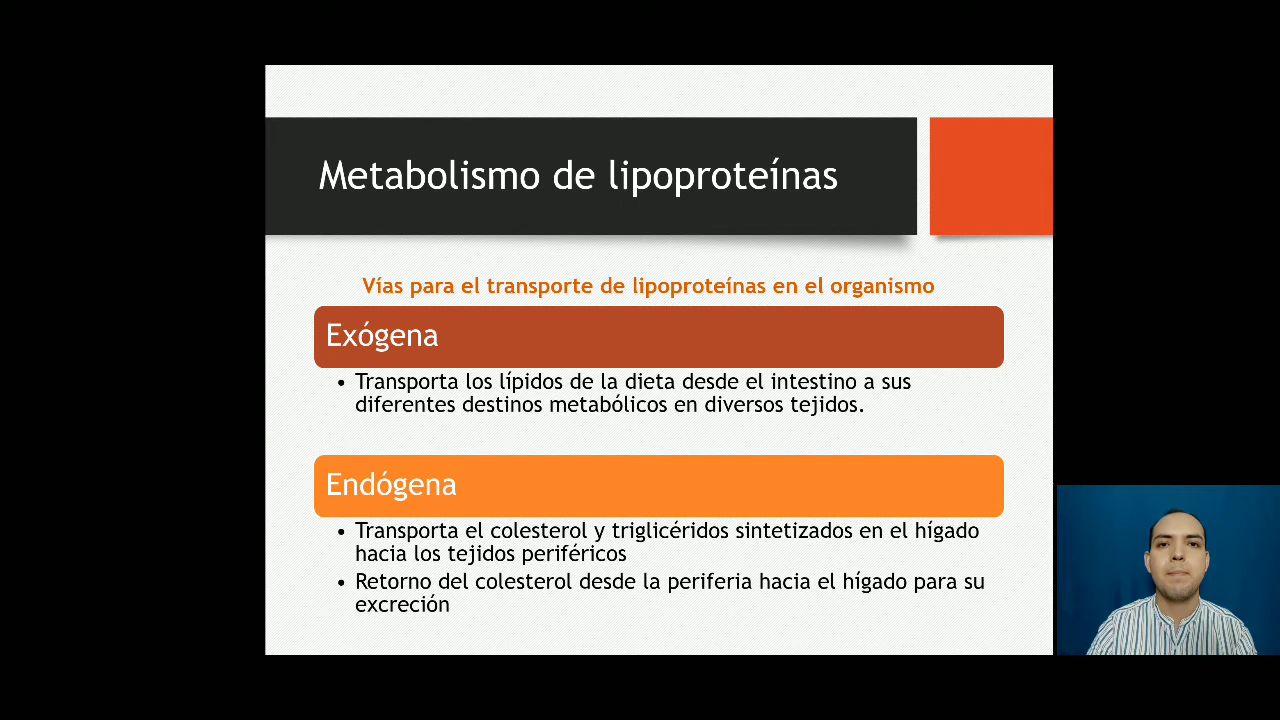 Metabolismo de lipoproteínas
Vías para el transporte de lipoproteínas en el organismo
Exógena
• Transporta los lípidos de la dieta desde el intestino a sus
diferentes destinos metabólicos en diversos tejidos.
Endógena
• Transporta el colesterol y triglicéridos sintetizados en el hígado
hacia los tejidos periféricos
• Retorno del colesterol desde la periferia hacia el hígado para su
excreción